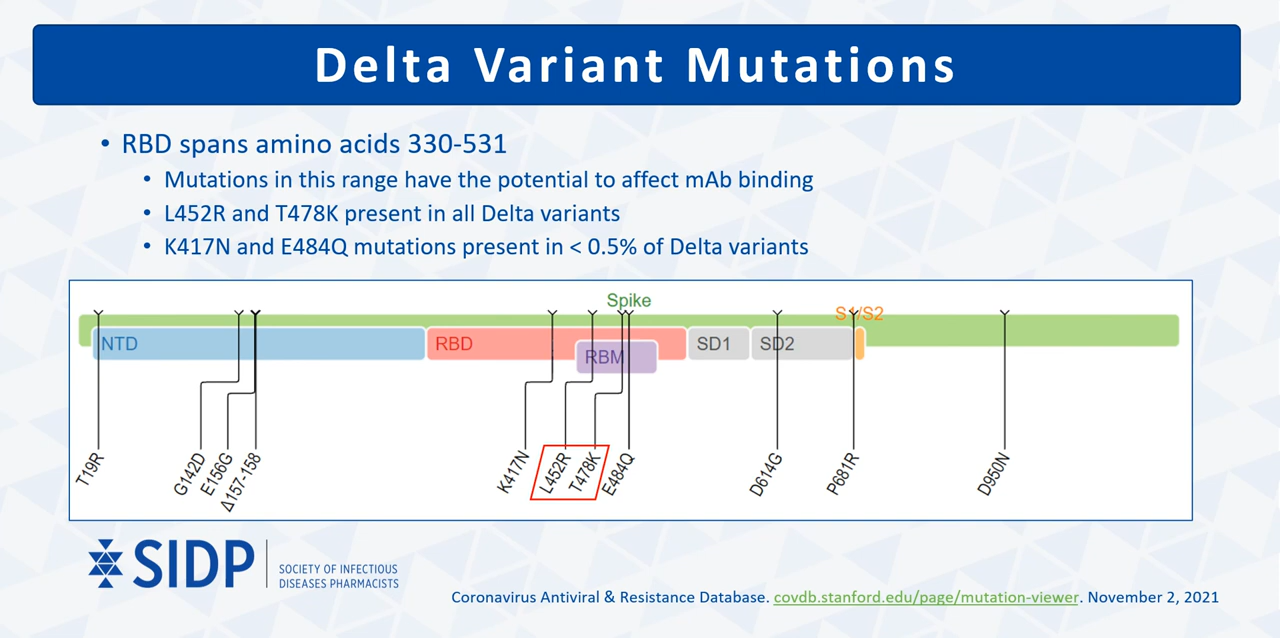 Delta Variant Mutations
• RBD spans amino acids 330-531
• Mutations in this range have the potential to affect mAb binding
• L452R and T478K present in all Delta variants
• K417N and E484Q mutations present in < 0.5% of Delta variants
Spike
S1/S2
NTD
RBD
RBM
SD1
SD2
T19R
G142D
E156G
Δ157-158
K417N
L452R
T478K
E484Q
D614G
P681R
D950N
SIDP
SOCIETY OF INFECTIOUS
DISEASES PHARMACISTS
Coronavirus Antiviral & Resistance Database. covdb.stanford.edu/page/mutation-viewer. November 2, 2021